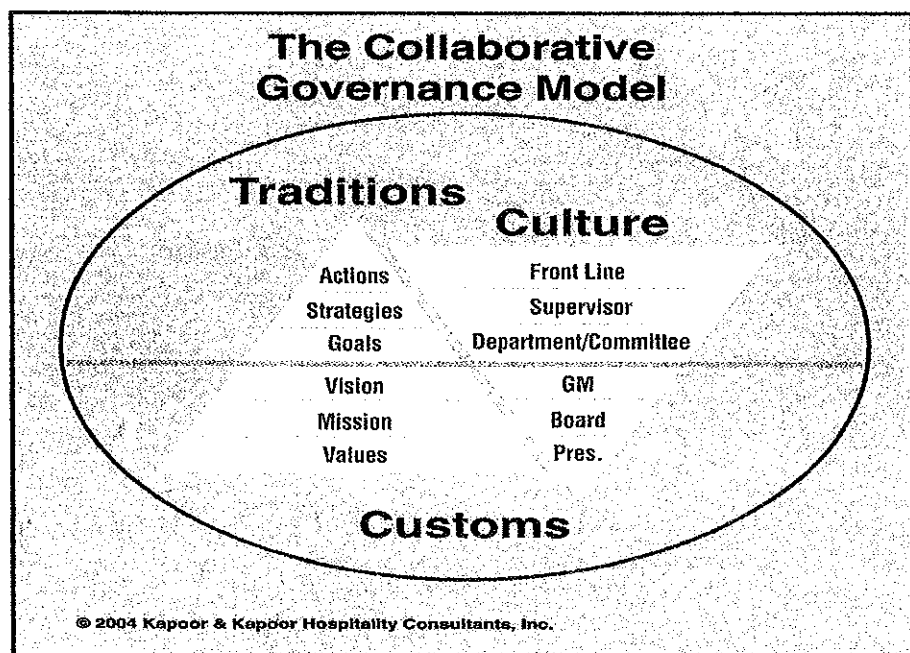 The Collaborative
Governance Model
Traditions
Culture
Actions
Strategies
Goals
Vision
Mission
Values
Front Line
Supervisor
Department/Committee
GM
Board
Pres.
Customs
© 2004 Kapoor & Kapoor Hospitality Consultants, Inc.